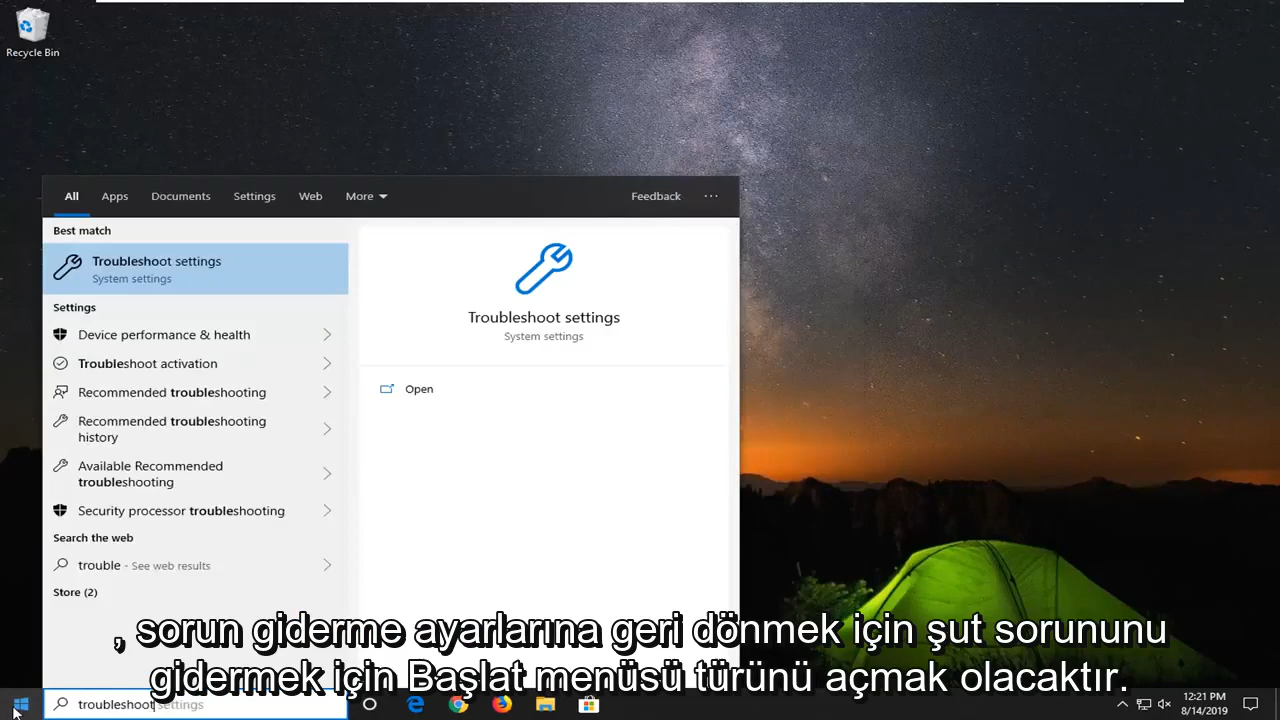 Recycle Bin
All Apps Documents Settings Web More Feedback ...
Best match
Troubleshoot settings
System settings
Settings
Device performance & health
Troubleshoot activation
Recommended troubleshooting
Recommended troubleshooting
history
Available Recommended
troubleshooting
Security processor troubleshooting
Search the web
trouble - See web results
Store (2)
Troubleshoot settings
System settings
Open
, sorun giderme ayarlarına geri dönmek için şut sorununu
gidermek için Başlat menüsü türünü açmak olacaktır.
troubleshoot settings
12:21 PM
8/14/2019